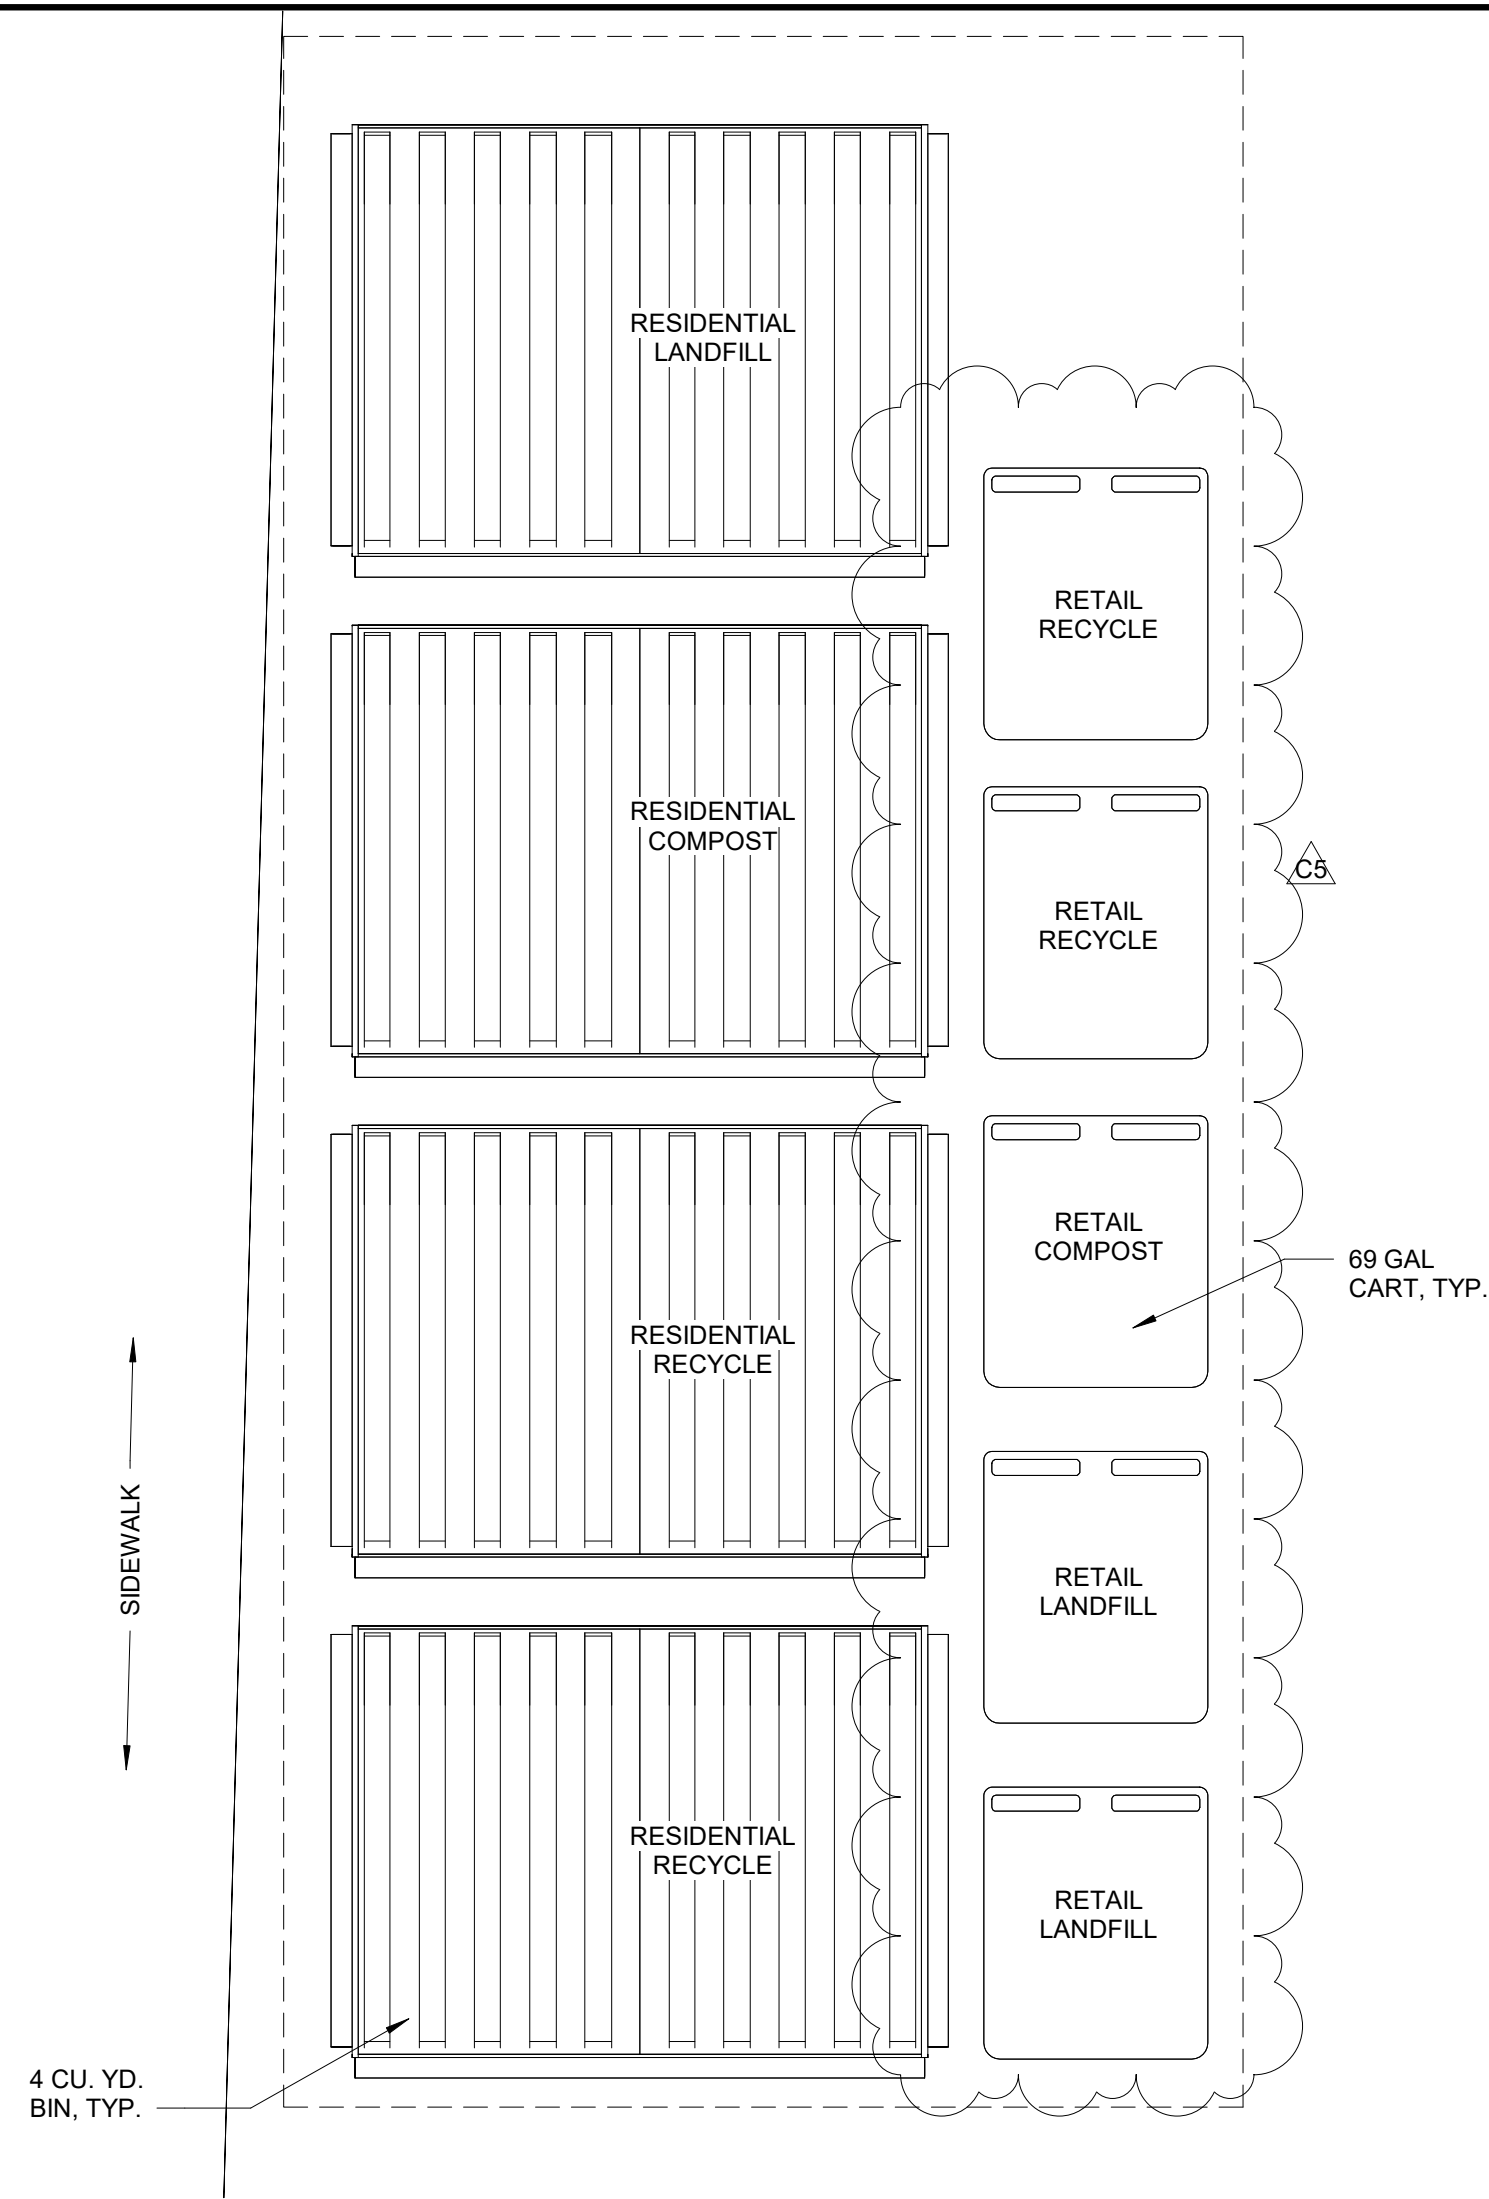 RESIDENTIAL
LANDFILL
RETAIL
RECYCLE
RESIDENTIAL
COMPOST
C5
RETAIL
RECYCLE
RETAIL
COMPOST
69 GAL
CART, TYP.
RESIDENTIAL
RECYCLE
SIDEWALK
RETAIL
LANDFILL
RESIDENTIAL
RECYCLE
RETAIL
LANDFILL
4 CU. YD.
BIN, TYP.